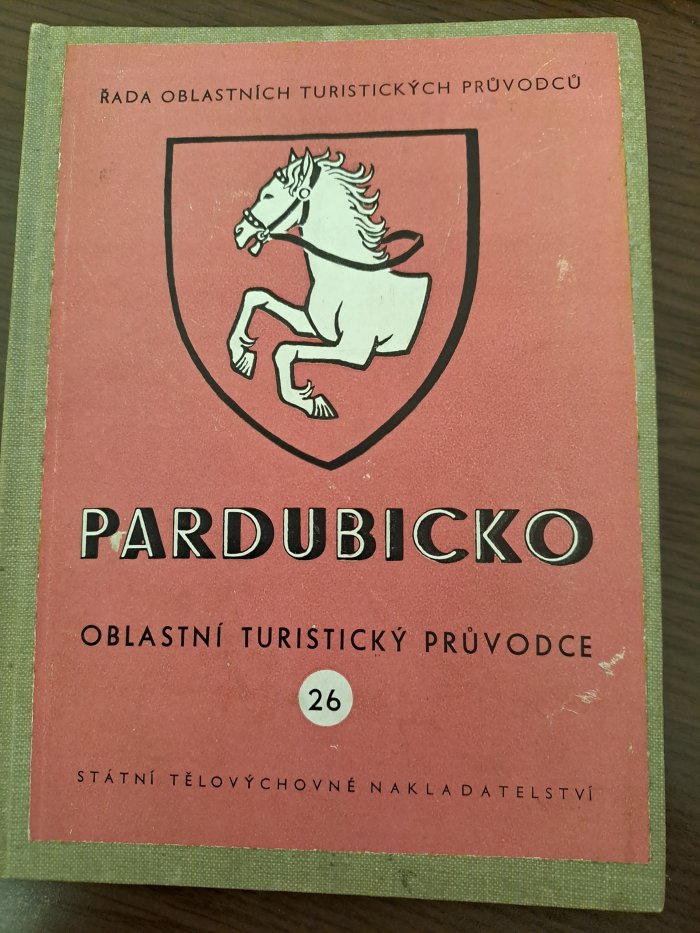 ŘADA OBLASTNÍCH TURISTICKÝCH PRŮVODCŮ
PARDUBICKO
OBLASTNÍ TURISTICKÝ PRŮVODCE
26
STÁTNÍ TĚLOVÝCHOVNÉ NAKLADATELSTVÍ